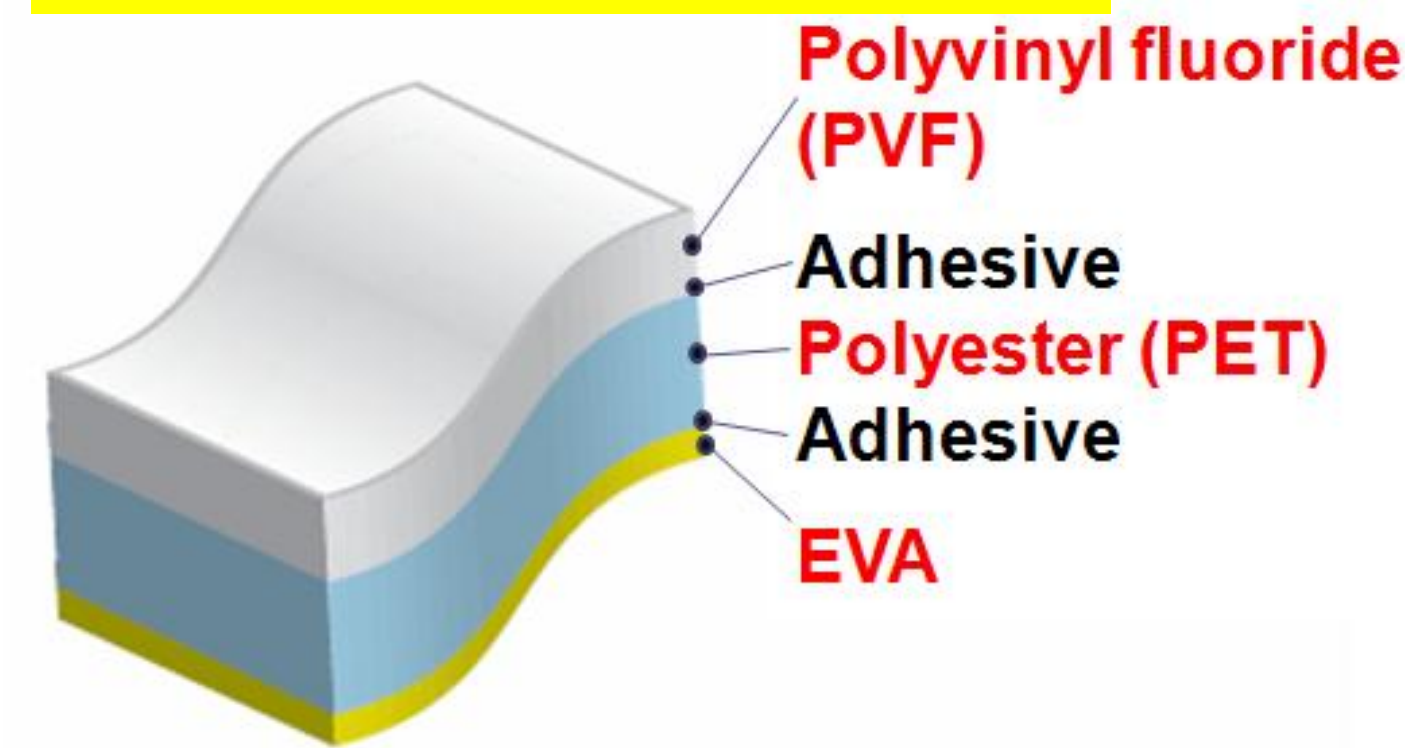 Polyvinyl fluoride
(PVF)
Adhesive
Polyester (PET)
Adhesive
EVA